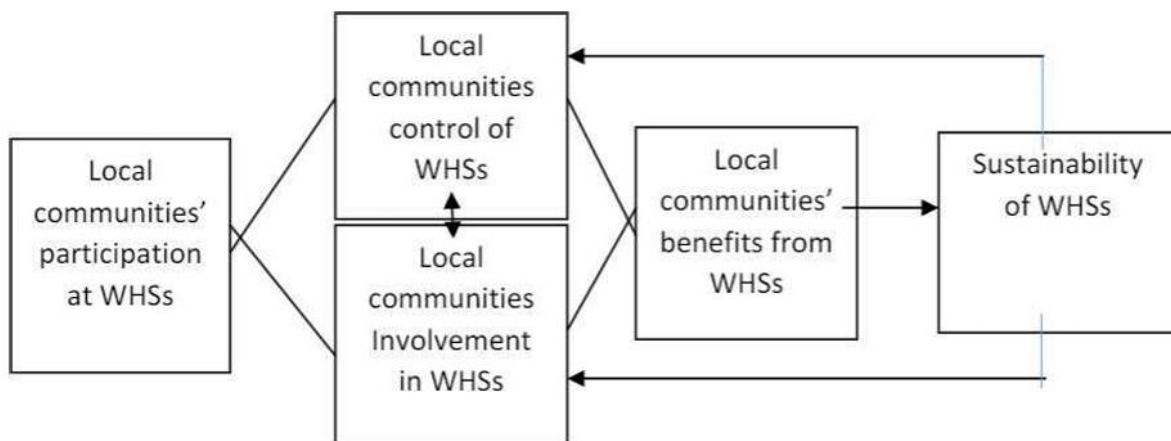 Local
communities’
participation
at WHSs
Local
communities
control of
WHSs
Local
communities
Involvement
in WHSs
Local
communities’
benefits from
WHSs
Sustainability
of WHSs